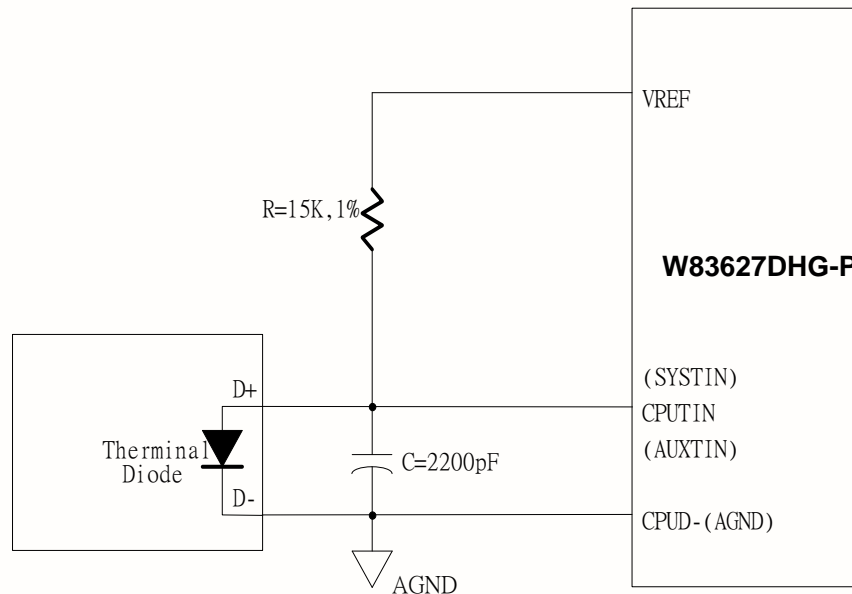 VREF
R=15K,1%
W83627DHG-P
(SYSTIN)
D+
CPUTIN
Therminal
Diode
C=2200pF
(AUXTIN)
D-
CPUD-(AGND)
AGND